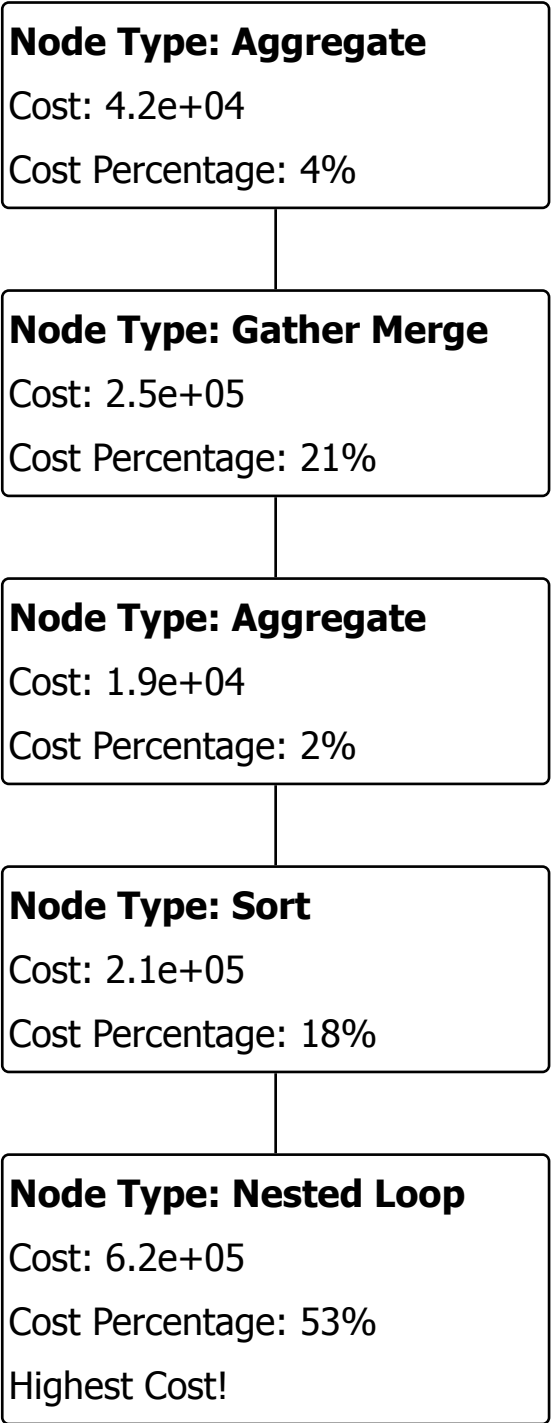 Node Type: Aggregate
Cost: 4.2e+04
Cost Percentage: 4%
Node Type: Gather Merge
Cost: 2.5e+05
Cost Percentage: 21%
Node Type: Aggregate
Cost: 1.9e+04
Cost Percentage: 2%
Node Type: Sort
Cost: 2.1e+05
Cost Percentage: 18%
Node Type: Nested Loop
Cost: 6.2e+05
Cost Percentage: 53%
Highest Cost!